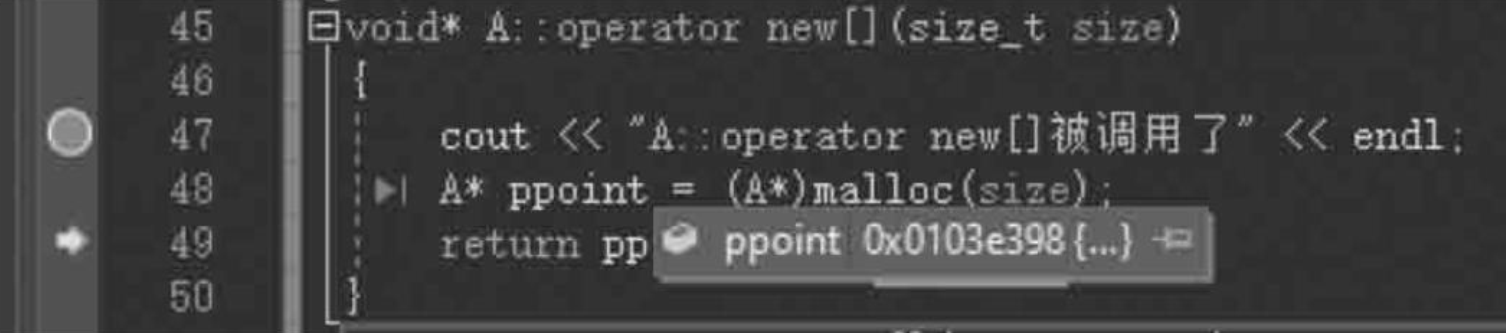 45 void* A::operator new[](size_t size)
46 {
47 cout << "A::operator new[]被调用了" << endl;
48 A* ppoint = (A*)malloc(size);
49 return pp ppoint 0x0103e398 {...}
50 }